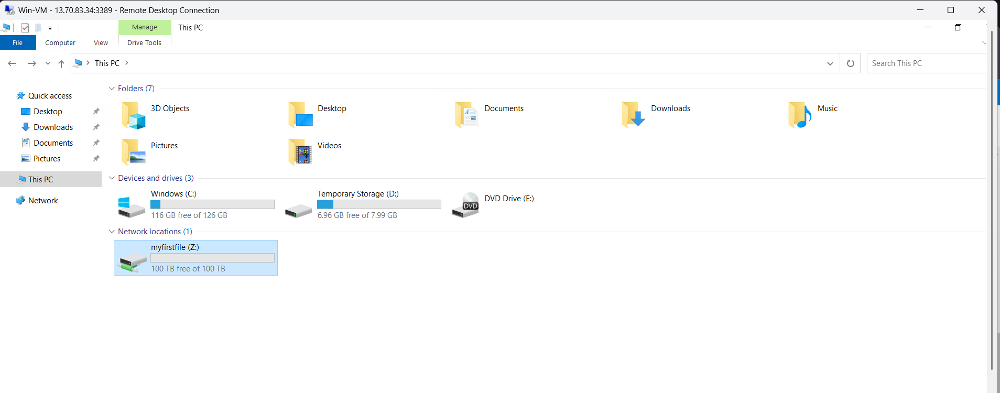 Win-VM - 13.70.83.34:3389 - Remote Desktop Connection
Manage
This PC
File
Computer
View
Drive Tools
This PC
Search This PC
Quick access
Desktop
Downloads
Documents
Pictures
This PC
Network
Folders (7)
3D Objects
Desktop
Documents
Downloads
Music
Pictures
Videos
Devices and drives (3)
Windows (C:)
116 GB free of 126 GB
Temporary Storage (D:)
6.96 GB free of 7.99 GB
DVD Drive (E:)
DVD
Network locations (1)
myfirstfile (Z:)
100 TB free of 100 TB